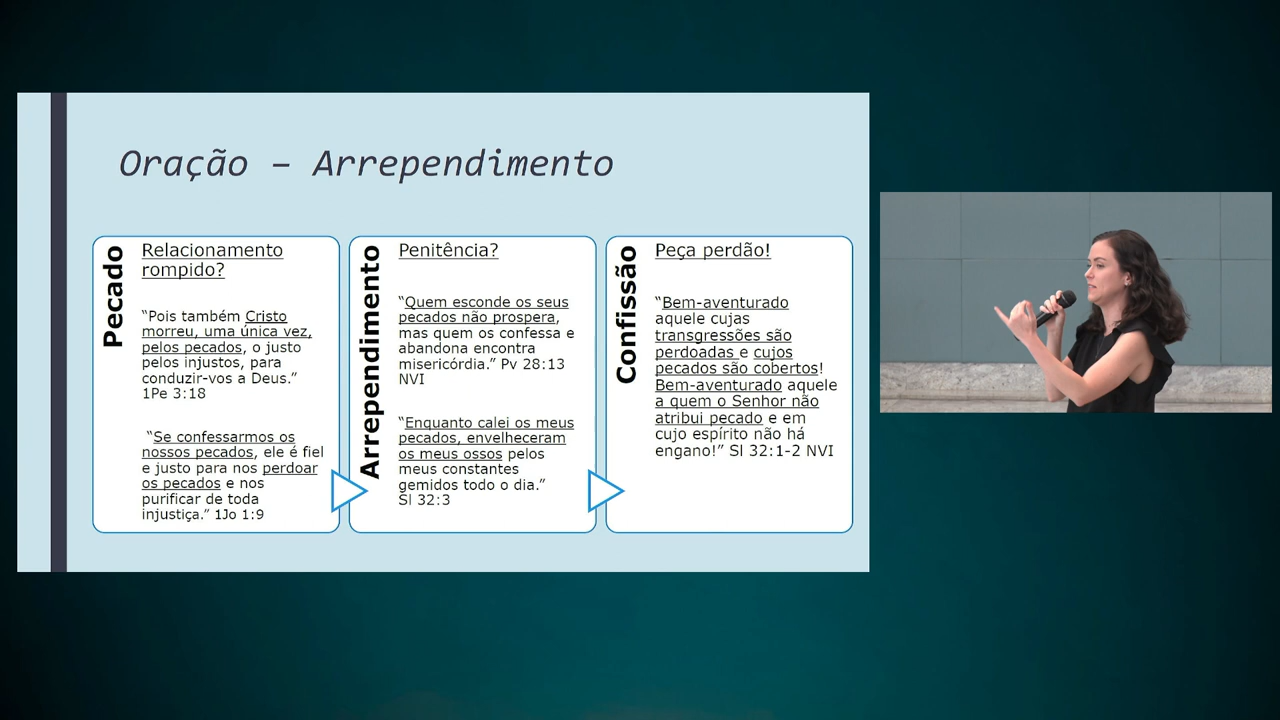 Oração – Arrependimento
Pecado
Relacionamento
rompido?
“Pois também Cristo
morreu, uma única vez,
pelos pecados, o justo
pelos injustos, para
conduzir-vos a Deus.”
1Pe 3:18
“Se confessarmos os
nossos pecados, ele é fiel
e justo para nos perdoar
os pecados e nos
purificar de toda
injustiça.” 1Jo 1:9
Arrependimento
Penitência?
“Quem esconde os seus
pecados não prospera,
mas quem os confessa e
abandona encontra
misericórdia.” Pv 28:13
NVI
“Enquanto calei os meus
pecados, envelheceram
os meus ossos pelos
meus constantes
gemidos todo o dia.”
Sl 32:3
Confissão
Peça perdão!
“Bem-aventurado
aquele cujas
transgressões são
perdoadas e cujos
pecados são cobertos!
Bem-aventurado aquele
a quem o Senhor não
atribui pecado e em
cujo espírito não há
engano!” Sl 32:1-2 NVI